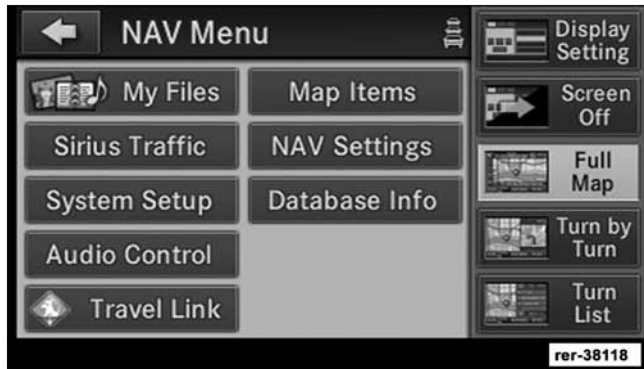 NAV Menu
My Files
Map Items
Sirius Traffic
NAV Settings
System Setup
Database Info
Audio Control
Travel Link
Display
Setting
Screen
Off
Full
Map
Turn by
Turn
Turn
List
rer-38118